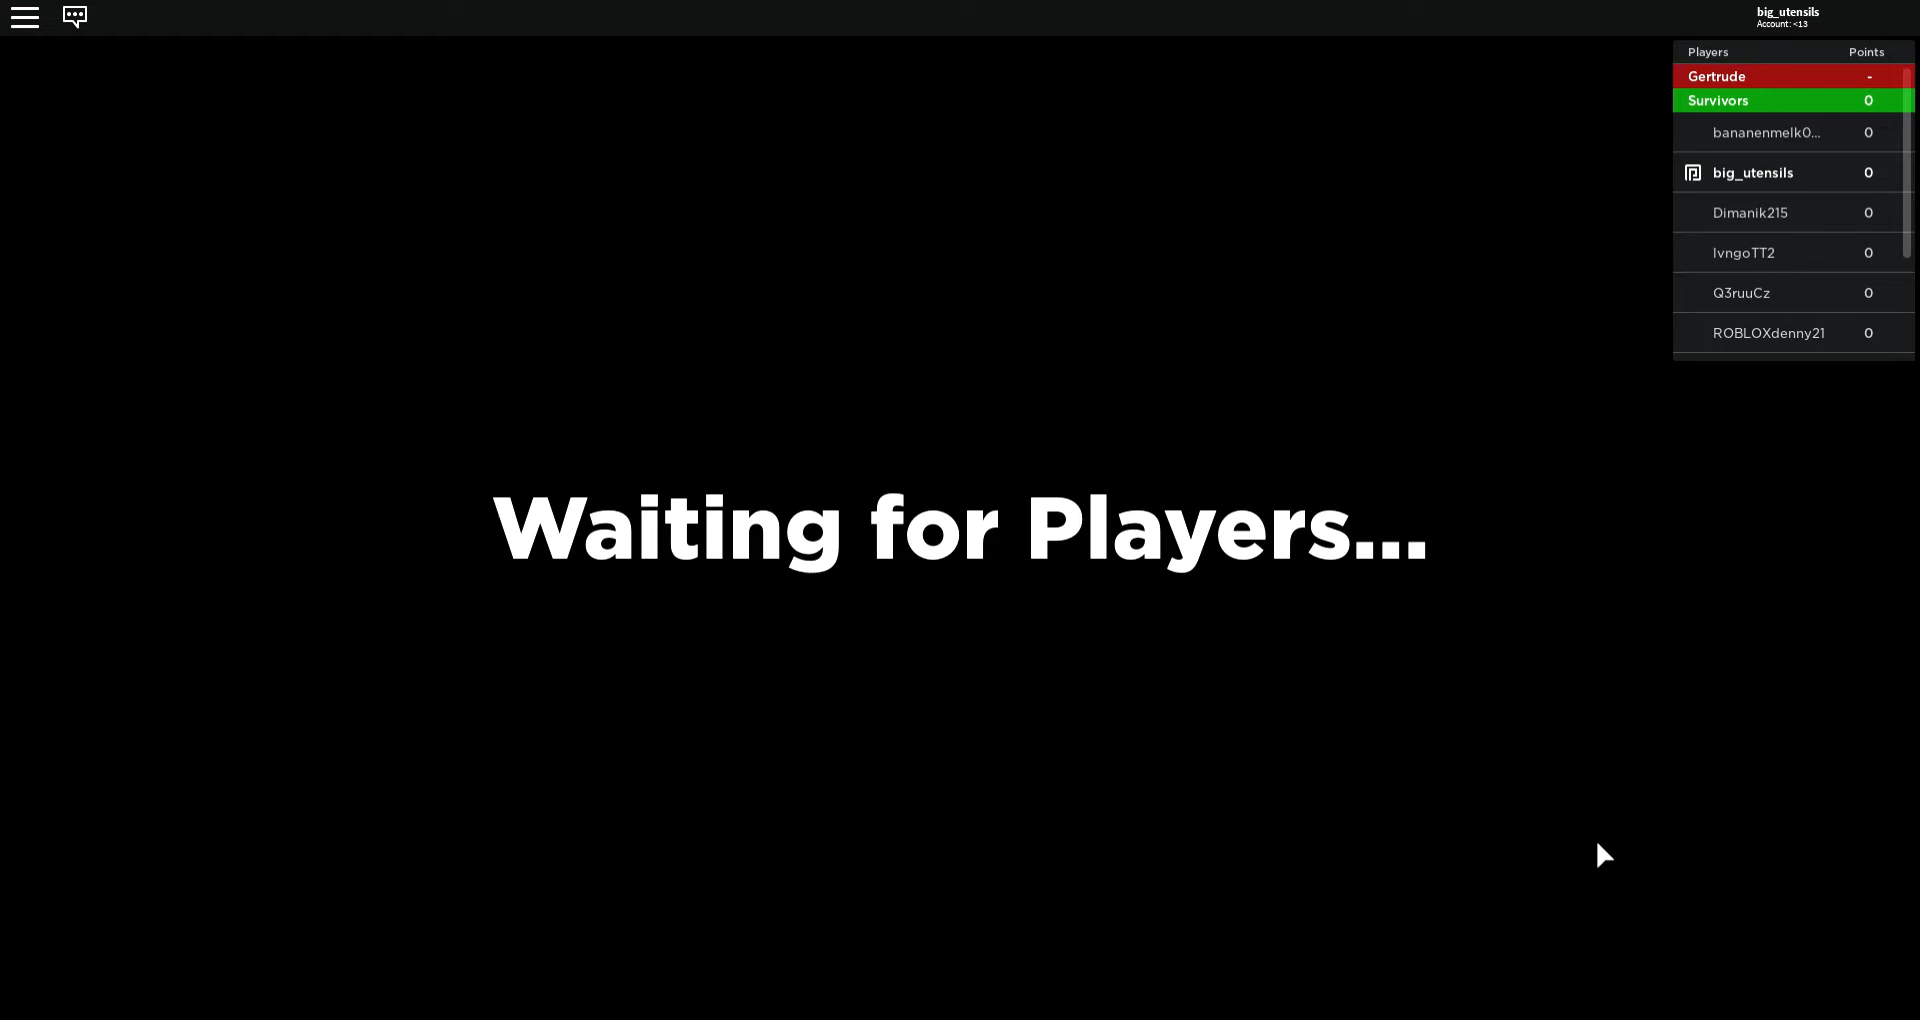 big_utensils
Account: <13
Players Points
Gertrude -
Survivors 0
bananenmelk0... 0
big_utensils 0
Dimanik215 0
IvngoTT2 0
Q3ruuCz 0
ROBLOXdenny21 0
Waiting for Players...